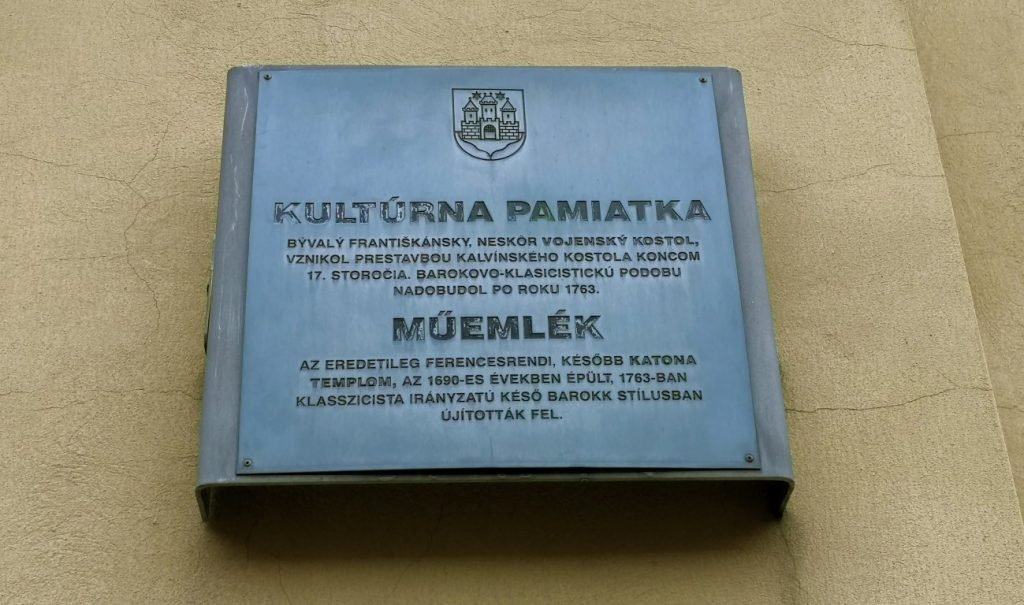 KULTÚRNA PAMIATKA
BÝVALÝ FRANTIŠKÁNSKY, NESKÔR VOJENSKÝ KOSTOL,
VZNIKOL PRESTAVBOU KALVÍNSKEHO KOSTOLA KONCOM
17. STOROČIA. BAROKOVO-KLASICISTICKÚ PODOBU
NADOBUDOL PO ROKU 1763.
MŰEMLÉK
AZ EREDETILEG FERENCESRENDI, KÉSŐBB KATONA
TEMPLOM, AZ 1690-ES ÉVEKBEN ÉPÜLT, 1763-BAN
KLASSZICISTA IRÁNYZATÚ KÉSŐ BAROKK STÍLUSBAN
ÚJÍTOTTÁK FEL.